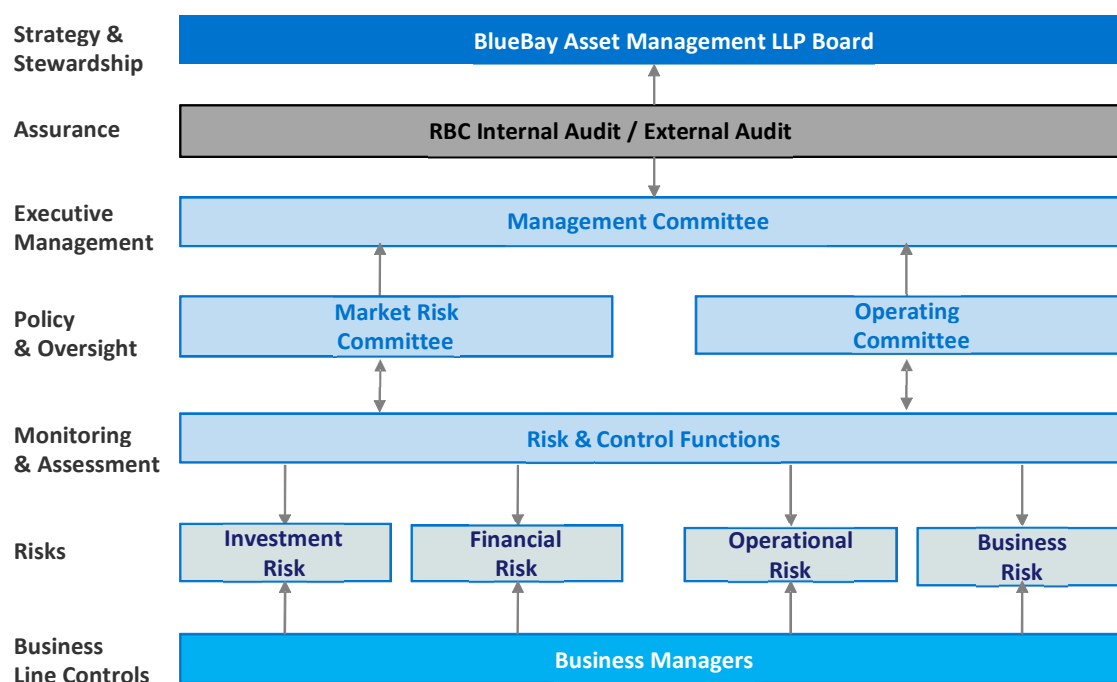 Strategy &
Stewardship
BlueBay Asset Management LLP Board
Assurance
RBC Internal Audit / External Audit
Executive
Management
Management Committee
Policy
& Oversight
Market Risk
Committee
Operating
Committee
Monitoring
& Assessment
Risk & Control Functions
Risks
Investment
Risk
Financial
Risk
Operational
Risk
Business
Risk
Business
Line Controls
Business Managers